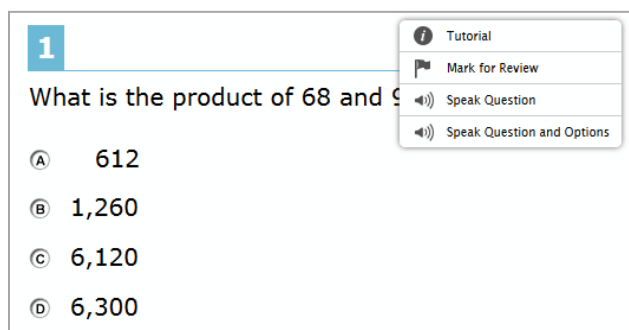 1
Tutorial
Mark for Review
Speak Question
Speak Question and Options
What is the product of 68 and
A 612
B 1,260
C 6,120
D 6,300